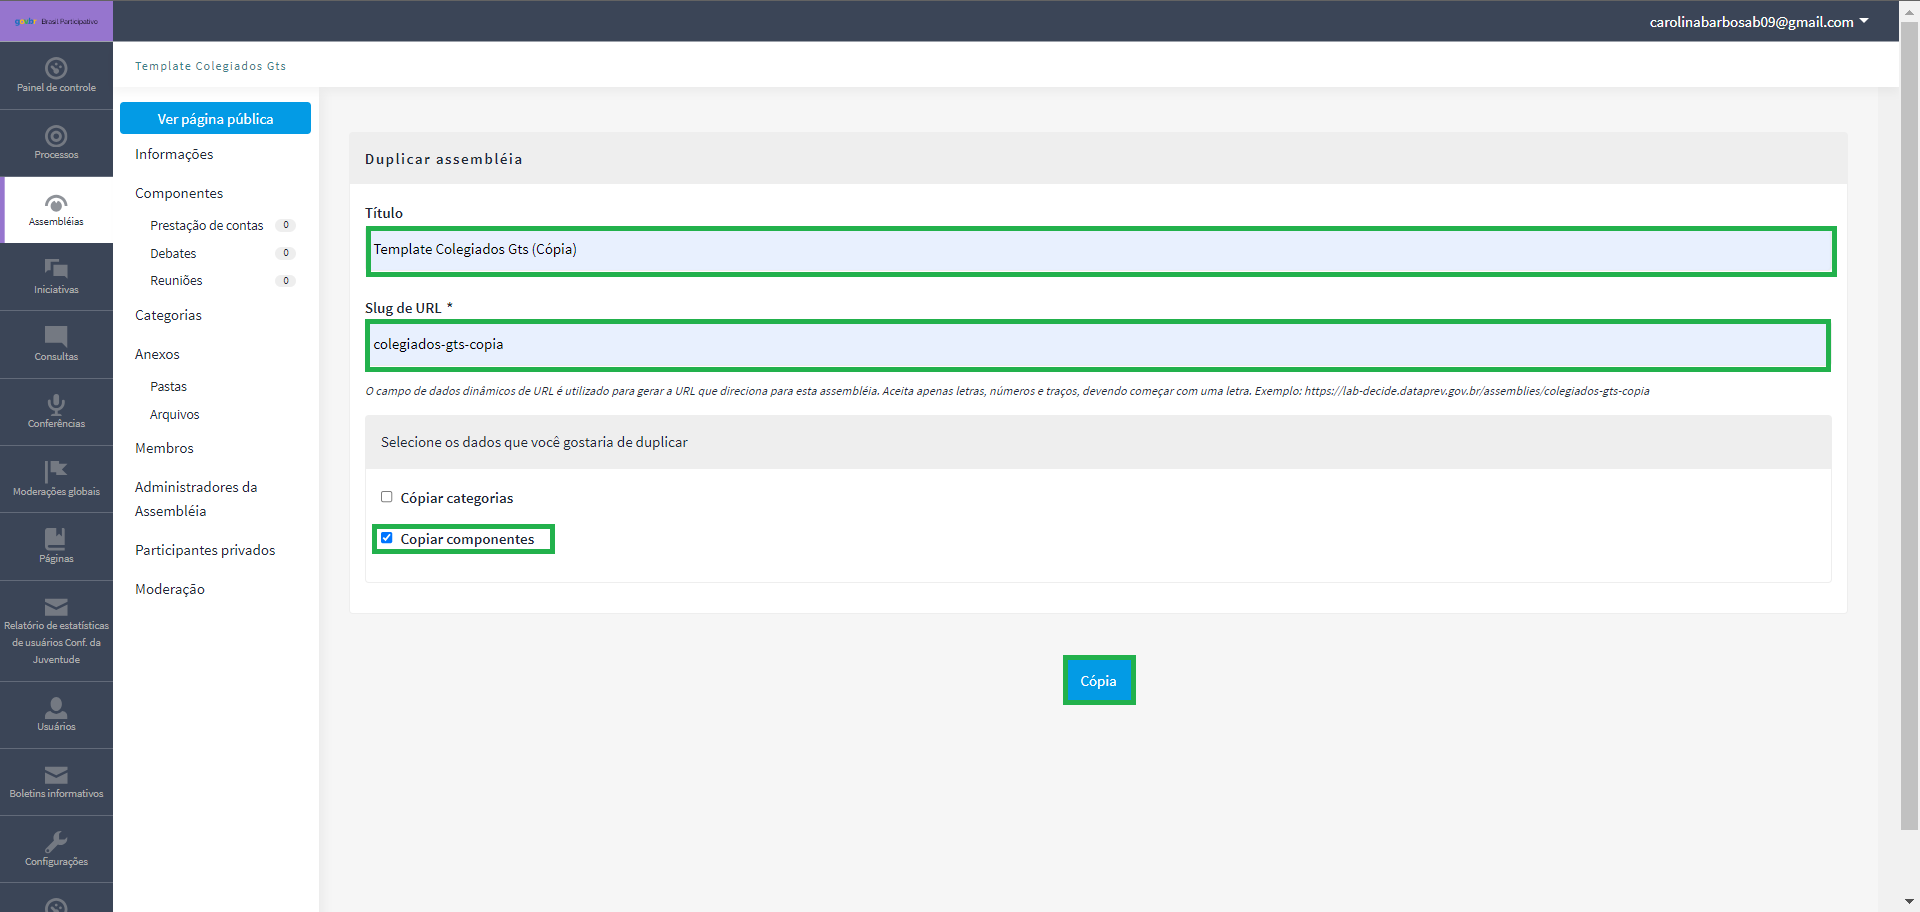 gov.br Brasil Participativo
carolinabarbosab09@gmail.com
Template Colegiados Gts
Painel de controle
Processos
Assembléias
Iniciativas
Consultas
Conferências
Moderações globais
Páginas
Relatório de estatísticas
de usuários Conf. da
Juventude
Usuários
Boletins informativos
Configurações
Ver página pública
Informações
Componentes
Prestação de contas 0
Debates 0
Reuniões 0
Categorias
Anexos
Pastas
Arquivos
Membros
Administradores da
Assembléia
Participantes privados
Moderação
Duplicar assembléia
Título
Template Colegiados Gts (Cópia)
Slug de URL *
colegiados-gts-copia
O campo de dados dinâmicos de URL é utilizado para gerar a URL que direciona para esta assembléia. Aceita apenas letras, números e traços, devendo começar com uma letra. Exemplo: https://lab-decide.dataprev.gov.br/assemblies/colegiados-gts-copia
Selecione os dados que você gostaria de duplicar
Cópiar categorias
Copiar componentes
Cópia